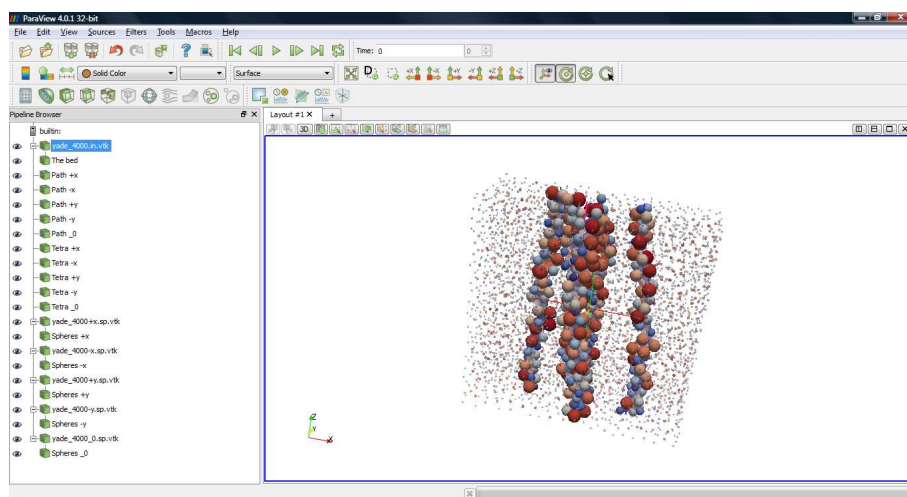 ParaView 4.0.1 32-bit
File Edit View Sources Filters Tools Macros Help
Time: 0 0
Solid Color Surface
3D
Pipeline Browser
Layout #1 X +
builtin:
yade_4000.in.vtk
The bed
Path +x
Path -x
Path +y
Path -y
Path _0
Tetra +x
Tetra -x
Tetra +y
Tetra -y
Tetra _0
yade_4000+x.sp.vtk
Spheres +x
yade_4000-x.sp.vtk
Spheres -x
yade_4000+y.sp.vtk
Spheres +y
yade_4000-y.sp.vtk
Spheres -y
yade_4000_0.sp.vtk
Spheres _0
Z
Y
X